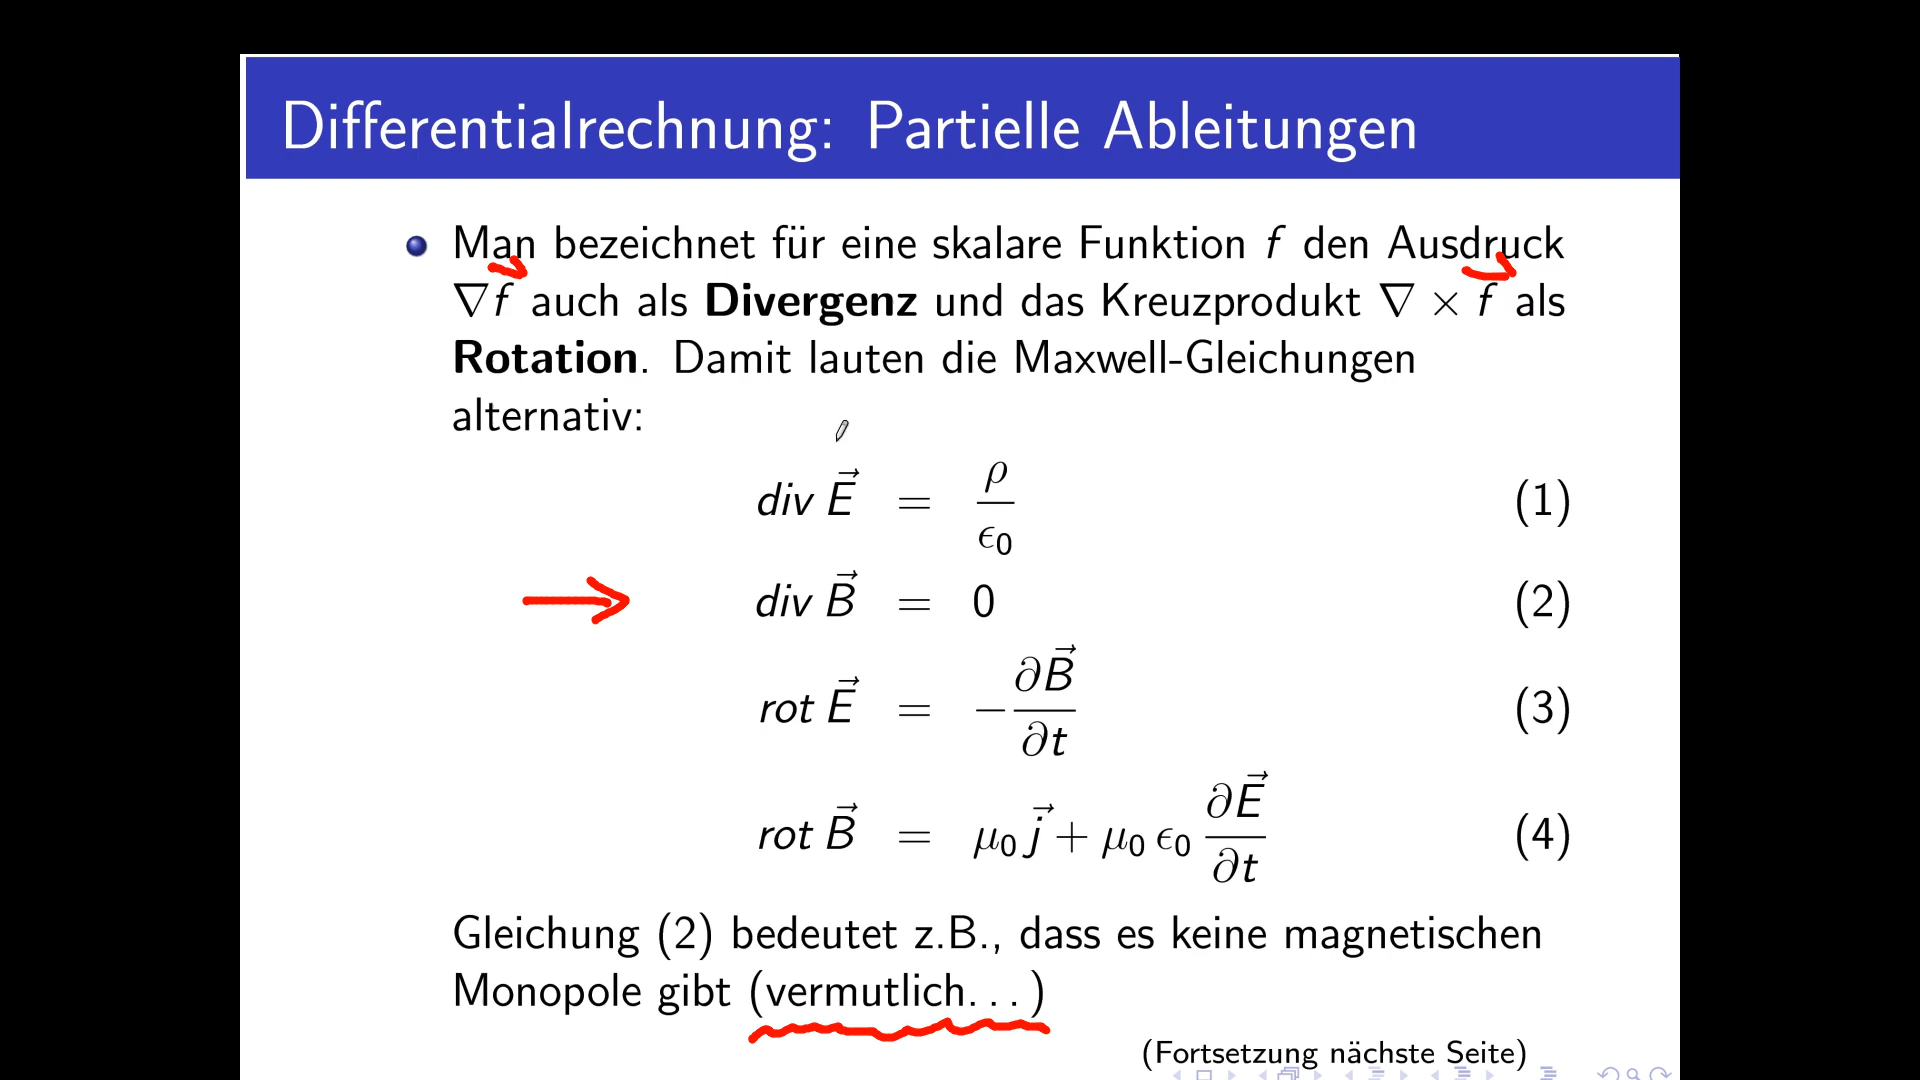 Differentialrechnung: Partielle Ableitungen
Man bezeichnet für eine skalare Funktion f den Ausdruck
∇f⃗ auch als Divergenz und das Kreuzprodukt ∇ × f⃗ als
Rotation. Damit lauten die Maxwell-Gleichungen
alternativ:
div E⃗ = ρ/ϵ₀ (1)
div B⃗ = 0 (2)
rot E⃗ = −∂B⃗/∂t (3)
rot B⃗ = μ₀ j⃗ + μ₀ ϵ₀ ∂E⃗/∂t (4)
Gleichung (2) bedeutet z.B., dass es keine magnetischen
Monopole gibt (vermutlich...)
(Fortsetzung nächste Seite)